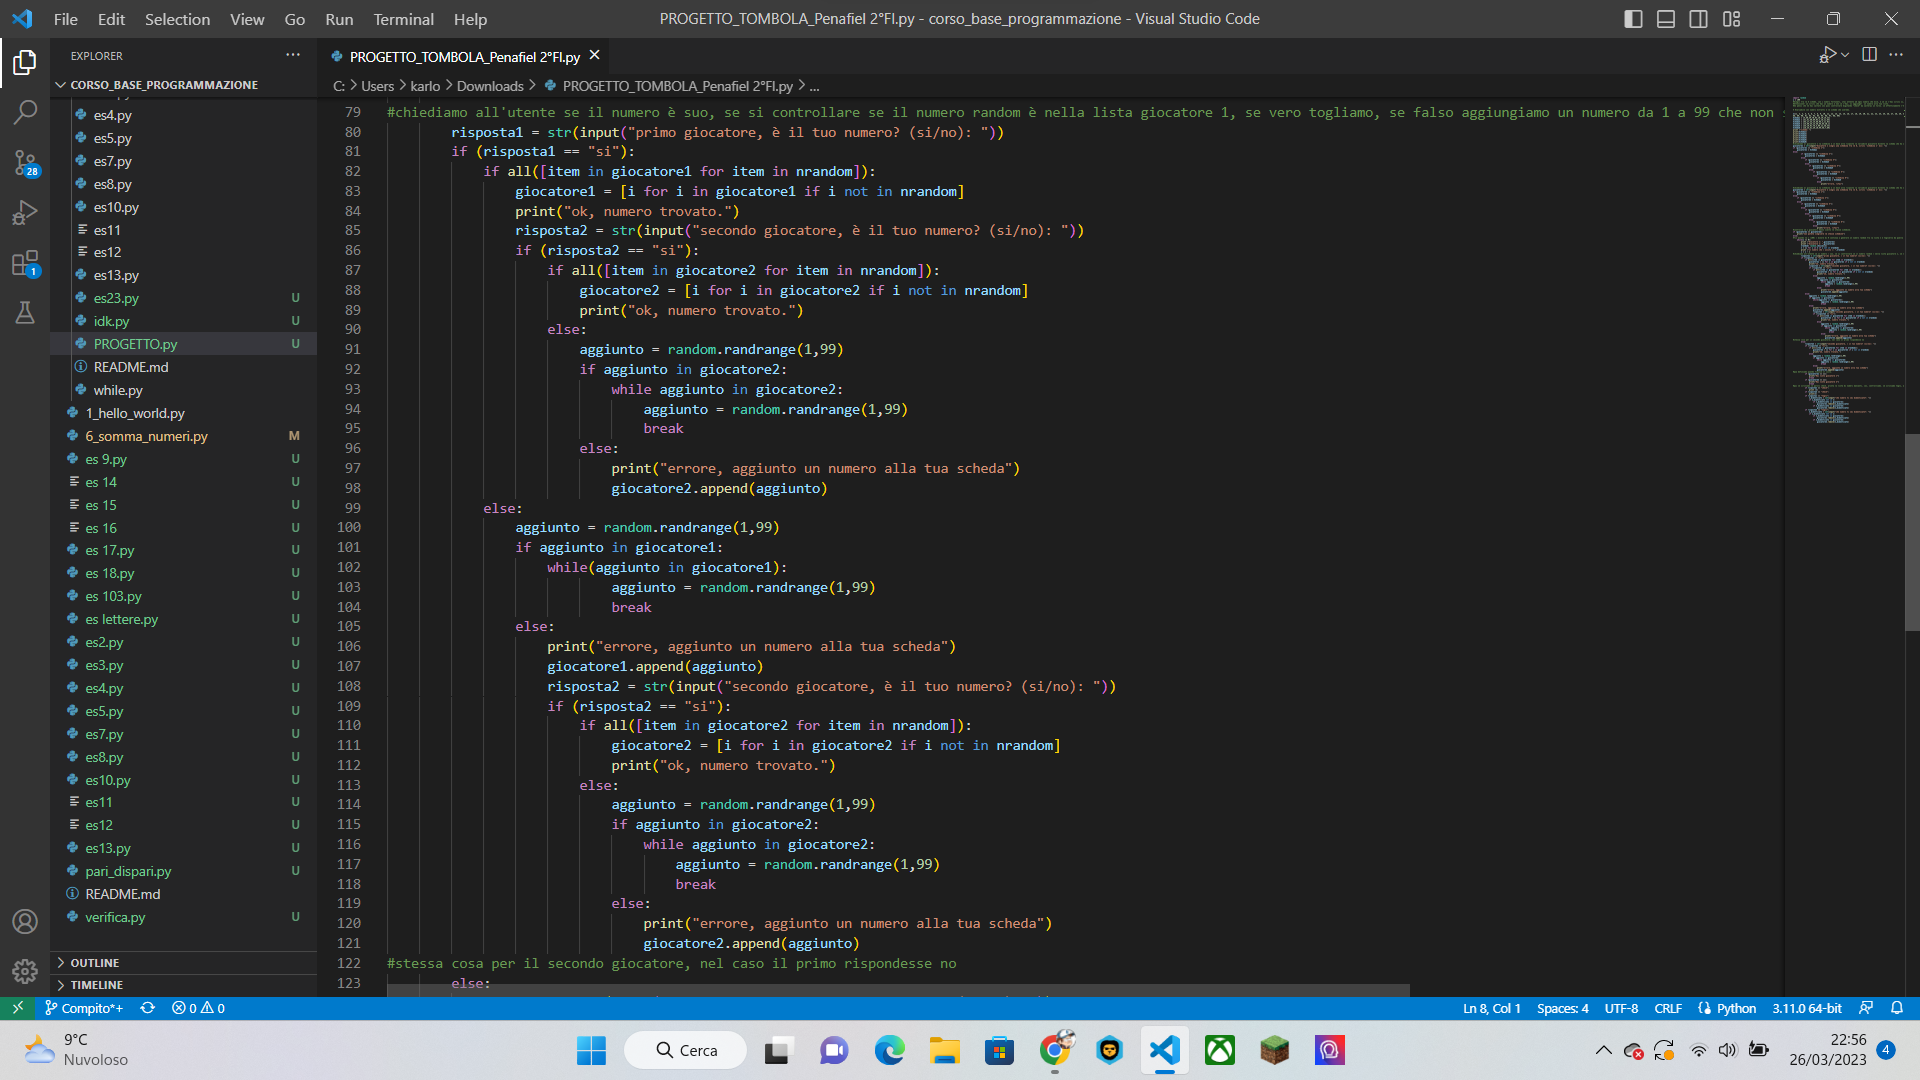 File Edit Selection View Go Run Terminal Help
PROGETTO_TOMBOLA_Penafiel 2°FI.py - corso_base_programmazione - Visual Studio Code
EXPLORER
CORSO_BASE_PROGRAMMAZIONE
es4.py
es5.py
es7.py
es8.py
es10.py
es11
es12
es13.py
es23.py U
idk.py U
PROGETTO.py U
README.md
while.py
1_hello_world.py
6_somma_numeri.py M
es 9.py U
es 14 U
es 15 U
es 16 U
es 17.py U
es 18.py U
es 103.py U
es lettere.py U
es2.py U
es3.py U
es4.py U
es5.py U
es7.py U
es8.py U
es10.py U
es11 U
es12 U
es13.py U
pari_dispari.py U
README.md
verifica.py U
OUTLINE
TIMELINE
28
1
PROGETTO_TOMBOLA_Penafiel 2°FI.py
C: > Users > karlo > Downloads > PROGETTO_TOMBOLA_Penafiel 2°FI.py > ...
79 #chiediamo all'utente se il numero è suo, se si controllare se il numero random è nella lista giocatore 1, se vero togliamo, se falso aggiungiamo un numero da 1 a 99 che non
80 risposta1 = str(input("primo giocatore, è il tuo numero? (si/no): "))
81 if (risposta1 == "si"):
82 if all([item in giocatore1 for item in nrandom]):
83 giocatore1 = [i for i in giocatore1 if i not in nrandom]
84 print("ok, numero trovato.")
85 risposta2 = str(input("secondo giocatore, è il tuo numero? (si/no): "))
86 if (risposta2 == "si"):
87 if all([item in giocatore2 for item in nrandom]):
88 giocatore2 = [i for i in giocatore2 if i not in nrandom]
89 print("ok, numero trovato.")
90 else:
91 aggiunto = random.randrange(1,99)
92 if aggiunto in giocatore2:
93 while aggiunto in giocatore2:
94 aggiunto = random.randrange(1,99)
95 break
96 else:
97 print("errore, aggiunto un numero alla tua scheda")
98 giocatore2.append(aggiunto)
99 else:
100 aggiunto = random.randrange(1,99)
101 if aggiunto in giocatore1:
102 while(aggiunto in giocatore1):
103 aggiunto = random.randrange(1,99)
104 break
105 else:
106 print("errore, aggiunto un numero alla tua scheda")
107 giocatore1.append(aggiunto)
108 risposta2 = str(input("secondo giocatore, è il tuo numero? (si/no): "))
109 if (risposta2 == "si"):
110 if all([item in giocatore2 for item in nrandom]):
111 giocatore2 = [i for i in giocatore2 if i not in nrandom]
112 print("ok, numero trovato.")
113 else:
114 aggiunto = random.randrange(1,99)
115 if aggiunto in giocatore2:
116 while aggiunto in giocatore2:
117 aggiunto = random.randrange(1,99)
118 break
119 else:
120 print("errore, aggiunto un numero alla tua scheda")
121 giocatore2.append(aggiunto)
122 #stessa cosa per il secondo giocatore, nel caso il primo rispondesse no
123 else:
Compito*+ 0 0
Ln 8, Col 1 Spaces: 4 UTF-8 CRLF Python 3.11.0 64-bit
9°C
Nuvoloso
Cerca
22:56
26/03/2023
4